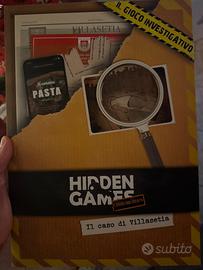 IL GIOCO INVESTIGATIVO
VILLASETIA
PASTA
HIDDEN
GAMES
Il caso di Villasetia
subito